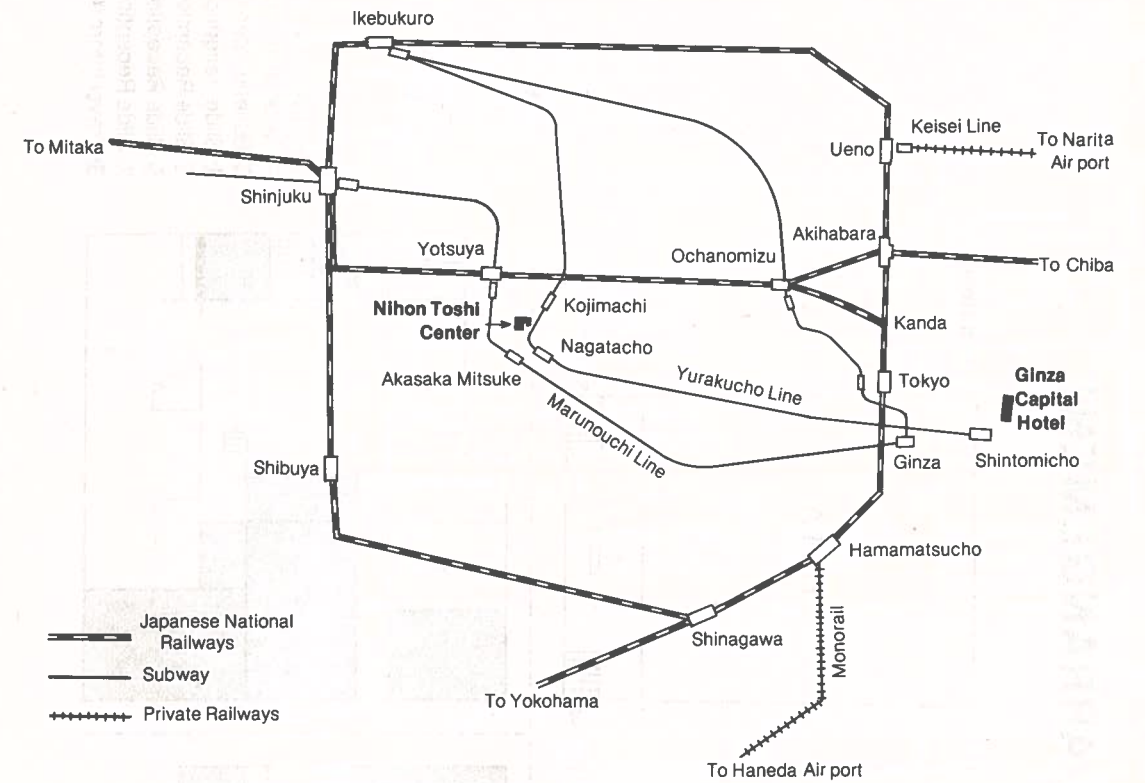 Ikebukuro
Keisei Line
To Narita
Air port
Ueno
To Mitaka
Shinjuku
Akihabara
Yotsuya
Ochanomizu
To Chiba
Nihon Toshi
Center
Kojimachi
Kanda
Nagatacho
Akasaka Mitsuke
Yurakucho Line
Tokyo
Ginza
Capital
Hotel
Marunouchi Line
Ginza
Shintomicho
Shibuya
Hamamatsucho
Japanese National
Railways
Shinagawa
Monorail
Subway
To Yokohama
Private Railways
To Haneda Air port